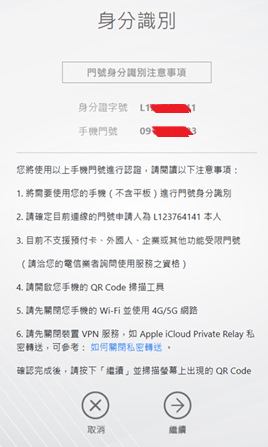 身分識別
門號身分識別注意事項
身分證字號 L12 41
手機門號 09 33
您將使用以上手機門號進行認證，請閱讀以下注意事項：
1. 將需要使用您的手機（不含平板）進行門號身分識別
2. 請確定目前連線的門號申請人為 L123764141 本人
3. 目前不支援預付卡、外國人、企業或其他功能受限門號
（請洽您的電信業者詢問使用服務之資格）
4. 請開啟您手機的 QR Code 掃描工具
5. 請先關閉您手機的 Wi-Fi 並使用 4G/5G 網路
6. 請先關閉裝置 VPN 服務，如 Apple iCloud Private Relay 私
密轉送，可參考： 如何關閉私密轉送 。
確認完成後，請按下「繼續」並掃描螢幕上出現的 QR Code
取消 繼續